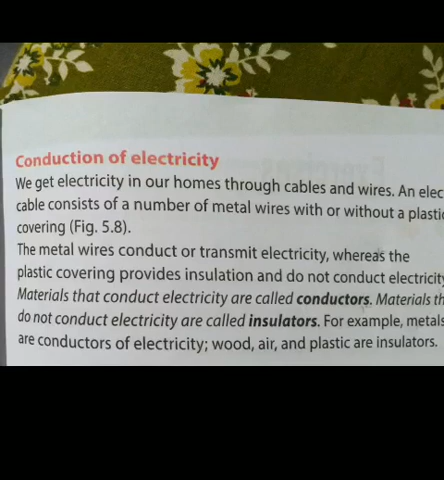 Conduction of electricity
We get electricity in our homes through cables and wires. An elec
cable consists of a number of metal wires with or without a plastic
covering (Fig. 5.8).
The metal wires conduct or transmit electricity, whereas the
plastic covering provides insulation and do not conduct electricity
Materials that conduct electricity are called conductors. Materials th
do not conduct electricity are called insulators. For example, metals
are conductors of electricity; wood, air, and plastic are insulators.